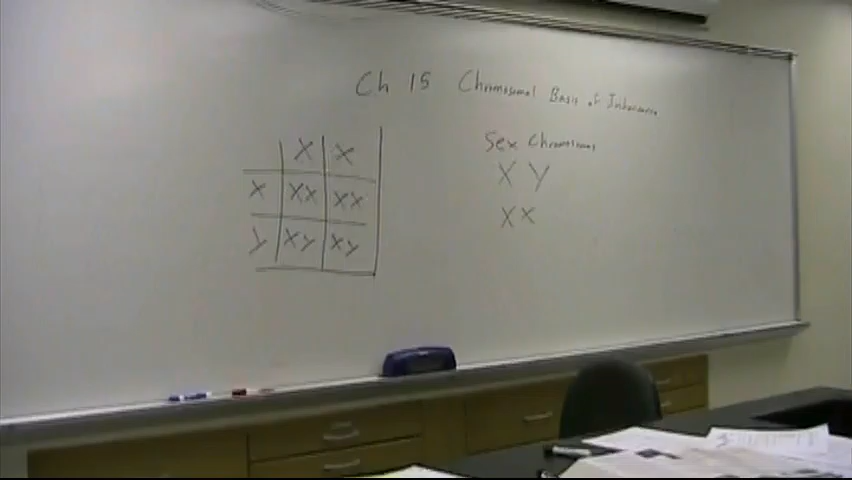 Ch 15 Chromosomal Basis of Inheritance
Sex Chromosomes
X Y
X X
X X
X XX XX
Y XY XY